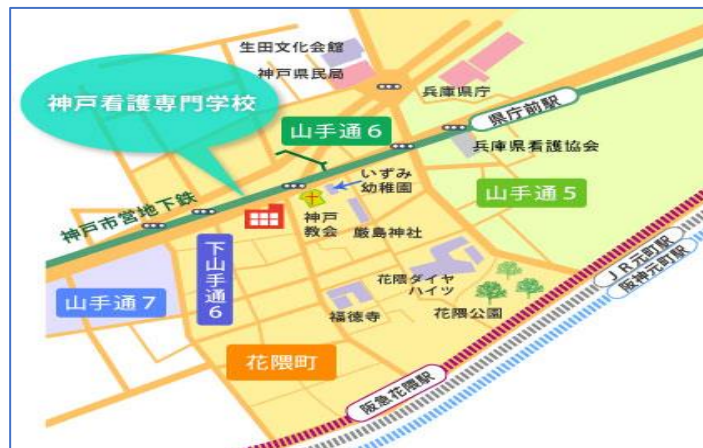 生田文化会館
神戸県民局
兵庫県庁
神戸看護専門学校
県庁前駅
山手通6
兵庫県看護協会
いずみ
幼稚園
山手通5
神戸市営地下鉄
神戸
教会
厳島神社
下山手通6
JR元町駅
阪神元町駅
山手通7
花隈ダイヤ
ハイツ
福徳寺
花隈公園
花隈町
阪急花隈駅